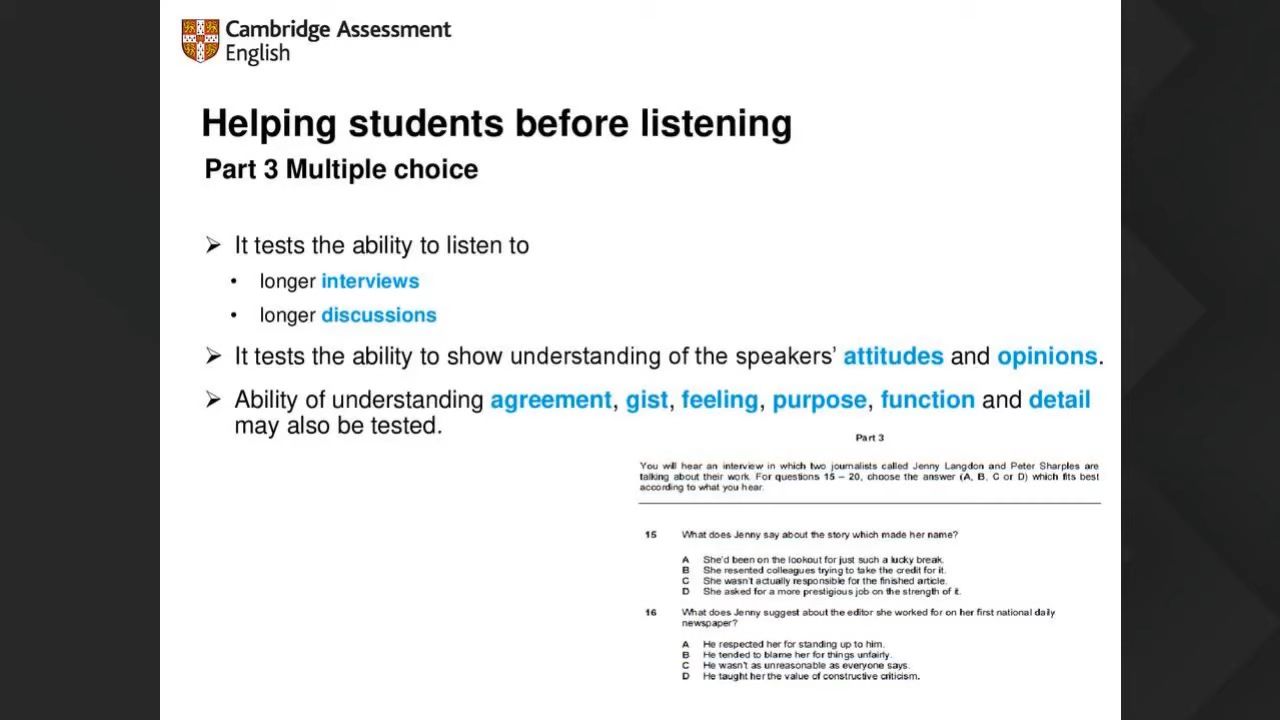 Cambridge Assessment
English
Helping students before listening
Part 3 Multiple choice
➢ It tests the ability to listen to
• longer interviews
• longer discussions
➢ It tests the ability to show understanding of the speakers’ attitudes and opinions.
➢ Ability of understanding agreement, gist, feeling, purpose, function and detail
may also be tested.
Part 3
You will hear an interview in which two journalists called Jenny Langdon and Peter Sharples are
talking about their work. For questions 15 – 20, choose the answer (A, B, C or D) which fits best
according to what you hear.
15 What does Jenny say about the story which made her name?
A She'd been on the lookout for just such a lucky break.
B She resented colleagues trying to take the credit for it.
C She wasn't actually responsible for the finished article.
D She asked for a more prestigious job on the strength of it.
16 What does Jenny suggest about the editor she worked for on her first national daily
newspaper?
A He respected her for standing up to him.
B He tended to blame her for things unfairly.
C He wasn't as unreasonable as everyone says.
D He taught her the value of constructive criticism.